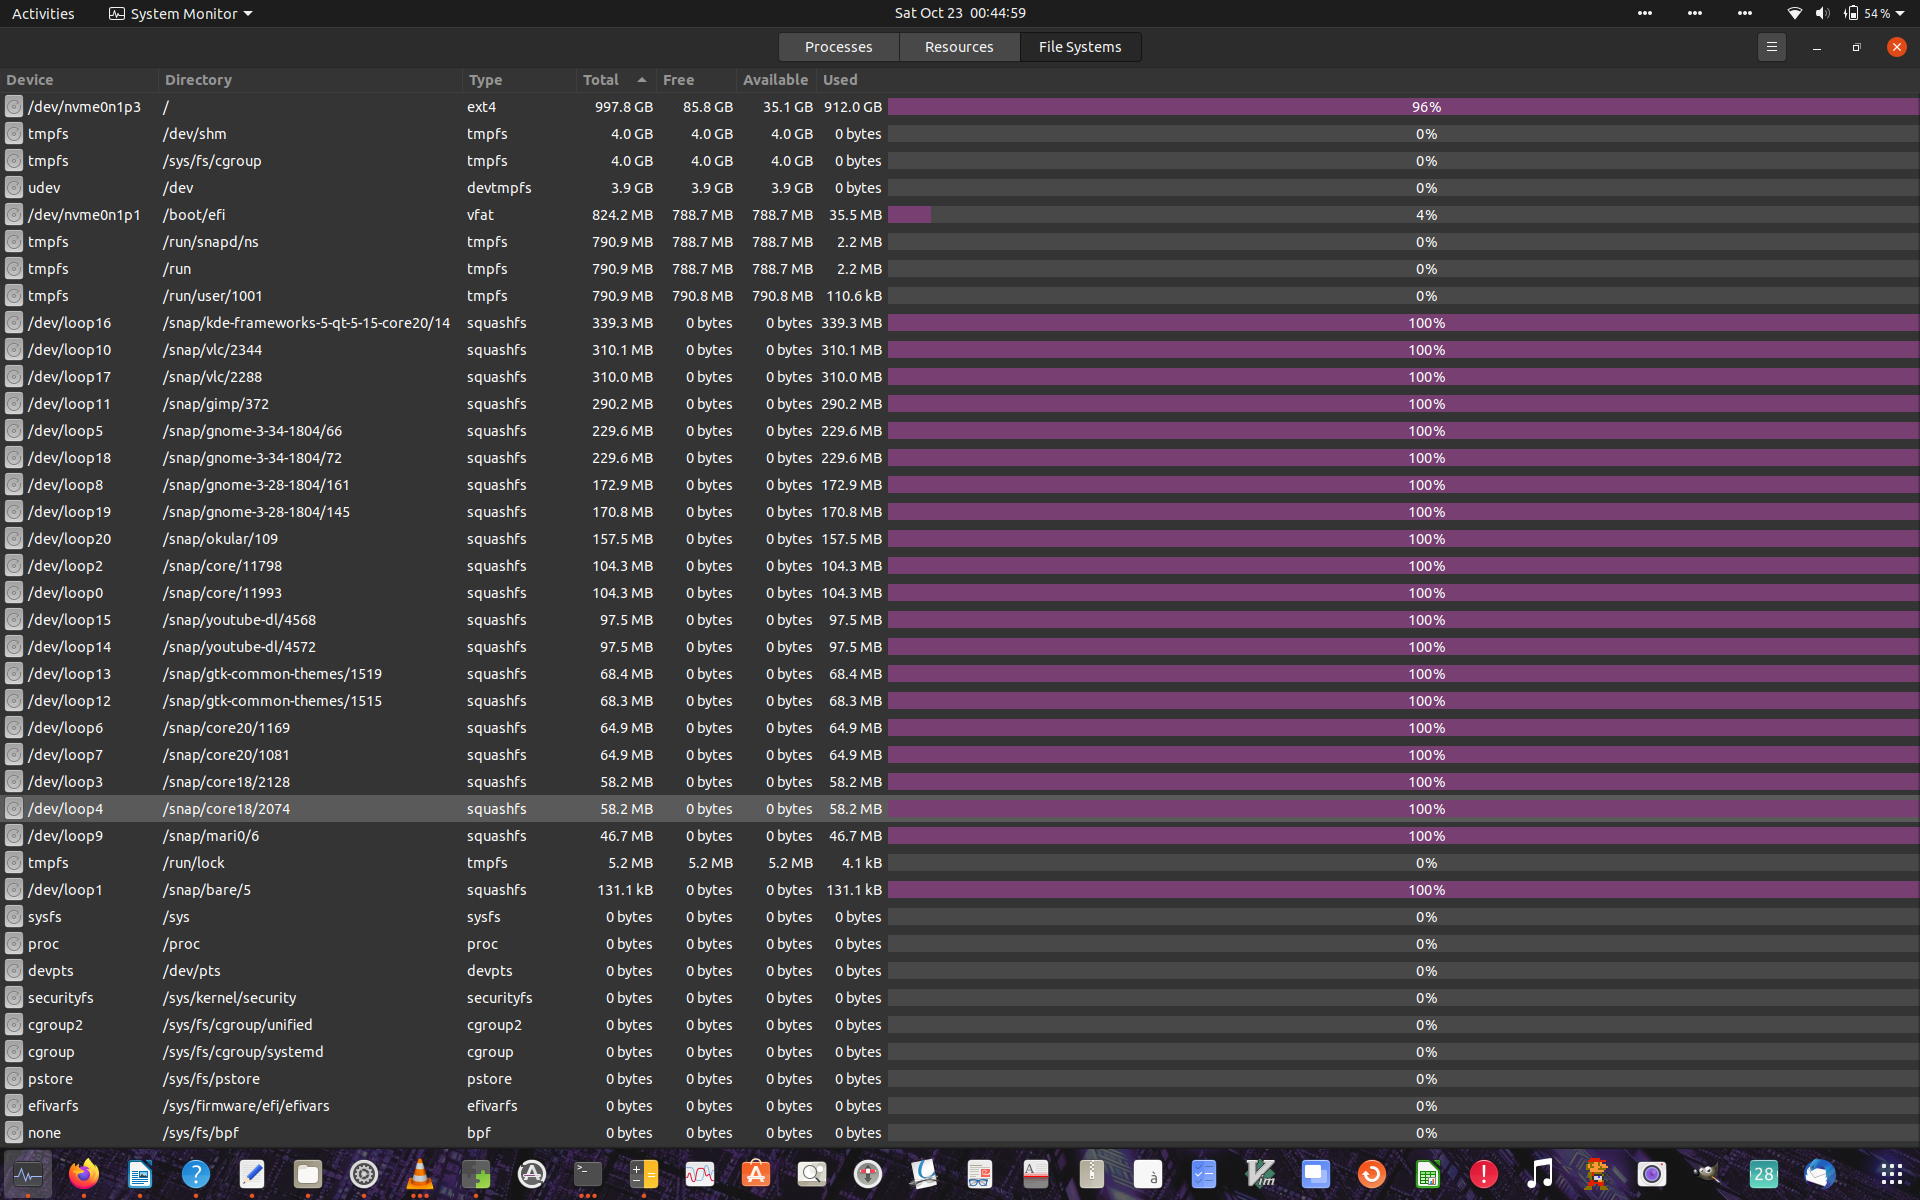 Activities System Monitor Sat Oct 23 00:44:59 54 %
Processes Resources File Systems
Device Directory Type Total Free Available Used
/dev/nvme0n1p3 / ext4 997.8 GB 85.8 GB 35.1 GB 912.0 GB 96%
tmpfs /dev/shm tmpfs 4.0 GB 4.0 GB 4.0 GB 0 bytes 0%
tmpfs /sys/fs/cgroup tmpfs 4.0 GB 4.0 GB 4.0 GB 0 bytes 0%
udev /dev devtmpfs 3.9 GB 3.9 GB 3.9 GB 0 bytes 0%
/dev/nvme0n1p1 /boot/efi vfat 824.2 MB 788.7 MB 788.7 MB 35.5 MB 4%
tmpfs /run/snapd/ns tmpfs 790.9 MB 788.7 MB 788.7 MB 2.2 MB 0%
tmpfs /run tmpfs 790.9 MB 788.7 MB 788.7 MB 2.2 MB 0%
tmpfs /run/user/1001 tmpfs 790.9 MB 790.8 MB 790.8 MB 110.6 kB 0%
/dev/loop16 /snap/kde-frameworks-5-qt-5-15-core20/14 squashfs 339.3 MB 0 bytes 0 bytes 339.3 MB 100%
/dev/loop10 /snap/vlc/2344 squashfs 310.1 MB 0 bytes 0 bytes 310.1 MB 100%
/dev/loop17 /snap/vlc/2288 squashfs 310.0 MB 0 bytes 0 bytes 310.0 MB 100%
/dev/loop11 /snap/gimp/372 squashfs 290.2 MB 0 bytes 0 bytes 290.2 MB 100%
/dev/loop5 /snap/gnome-3-34-1804/66 squashfs 229.6 MB 0 bytes 0 bytes 229.6 MB 100%
/dev/loop18 /snap/gnome-3-34-1804/72 squashfs 229.6 MB 0 bytes 0 bytes 229.6 MB 100%
/dev/loop8 /snap/gnome-3-28-1804/161 squashfs 172.9 MB 0 bytes 0 bytes 172.9 MB 100%
/dev/loop19 /snap/gnome-3-28-1804/145 squashfs 170.8 MB 0 bytes 0 bytes 170.8 MB 100%
/dev/loop20 /snap/okular/109 squashfs 157.5 MB 0 bytes 0 bytes 157.5 MB 100%
/dev/loop2 /snap/core/11798 squashfs 104.3 MB 0 bytes 0 bytes 104.3 MB 100%
/dev/loop0 /snap/core/11993 squashfs 104.3 MB 0 bytes 0 bytes 104.3 MB 100%
/dev/loop15 /snap/youtube-dl/4568 squashfs 97.5 MB 0 bytes 0 bytes 97.5 MB 100%
/dev/loop14 /snap/youtube-dl/4572 squashfs 97.5 MB 0 bytes 0 bytes 97.5 MB 100%
/dev/loop13 /snap/gtk-common-themes/1519 squashfs 68.4 MB 0 bytes 0 bytes 68.4 MB 100%
/dev/loop12 /snap/gtk-common-themes/1515 squashfs 68.3 MB 0 bytes 0 bytes 68.3 MB 100%
/dev/loop6 /snap/core20/1169 squashfs 64.9 MB 0 bytes 0 bytes 64.9 MB 100%
/dev/loop7 /snap/core20/1081 squashfs 64.9 MB 0 bytes 0 bytes 64.9 MB 100%
/dev/loop3 /snap/core18/2128 squashfs 58.2 MB 0 bytes 0 bytes 58.2 MB 100%
/dev/loop4 /snap/core18/2074 squashfs 58.2 MB 0 bytes 0 bytes 58.2 MB 100%
/dev/loop9 /snap/mari0/6 squashfs 46.7 MB 0 bytes 0 bytes 46.7 MB 100%
tmpfs /run/lock tmpfs 5.2 MB 5.2 MB 5.2 MB 4.1 kB 0%
/dev/loop1 /snap/bare/5 squashfs 131.1 kB 0 bytes 0 bytes 131.1 kB 100%
sysfs /sys sysfs 0 bytes 0 bytes 0 bytes 0 bytes 0%
proc /proc proc 0 bytes 0 bytes 0 bytes 0 bytes 0%
devpts /dev/pts devpts 0 bytes 0 bytes 0 bytes 0 bytes 0%
securityfs /sys/kernel/security securityfs 0 bytes 0 bytes 0 bytes 0 bytes 0%
cgroup2 /sys/fs/cgroup/unified cgroup2 0 bytes 0 bytes 0 bytes 0 bytes 0%
cgroup /sys/fs/cgroup/systemd cgroup 0 bytes 0 bytes 0 bytes 0 bytes 0%
pstore /sys/fs/pstore pstore 0 bytes 0 bytes 0 bytes 0 bytes 0%
efivarfs /sys/firmware/efi/efivars efivarfs 0 bytes 0 bytes 0 bytes 0 bytes 0%
none /sys/fs/bpf bpf 0 bytes 0 bytes 0 bytes 0 bytes 0%
? >_ A à Vim ! 28